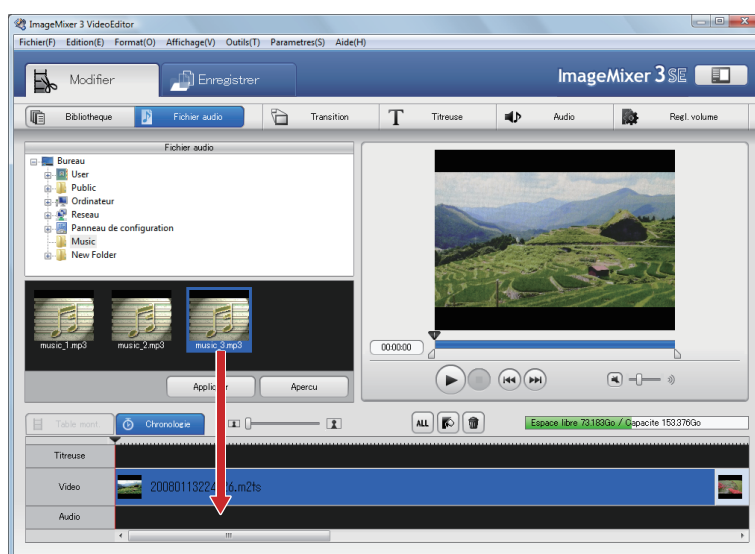 ImageMixer 3 VideoEditor
Fichier(F) Edition(E) Format(O) Affichage(V) Outils(T) Parametres(S) Aide(H)
Modifier
Enregistrer
ImageMixer 3 SE
Bibliotheque
Fichier audio
Transition
T
Titreuse
Audio
Regl. volume
Fichier audio
Bureau
User
Public
Ordinateur
Reseau
Panneau de configuration
Music
New Folder
music_1.mp3
music_2.mp3
music_3.mp3
Appliquer
Apercu
00:00:00
Table mont.
Chronologie
ALL
Espace libre 73.183Go / Capacite 153.376Go
Titreuse
Video
Audio